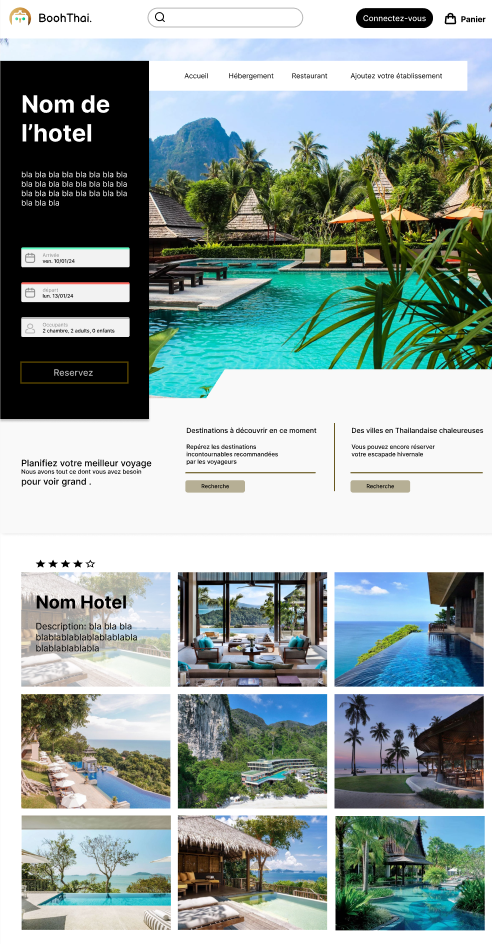 BoohThai.
Connectez-vous
Panier
Accueil
Hébergement
Restaurant
Ajoutez votre établissement
Nom de
l'hotel
bla bla bla bla bla bla bla bla
bla bla bla bla bla bla bla bla
bla bla bla bla bla bla bla bla
bla bla bla
Arrivée
ven. 10/01/24
départ
lun. 13/01/24
Occupants
2 chambre, 2 adults, 0 enfants
Reservez
Planifiez votre meilleur voyage
Nous avons tout ce dont vous avez besoin
pour voir grand .
Destinations à découvrir en ce moment
Repérez les destinations
incontournables recommandées
par les voyageurs
Recherche
Des villes en Thaïlandaise chaleureuses
Vous pouvez encore réserver
votre escapade hivernale
Recherche
Nom Hotel
Description: bla bla bla
blablablablablablablabla
blablablablabla